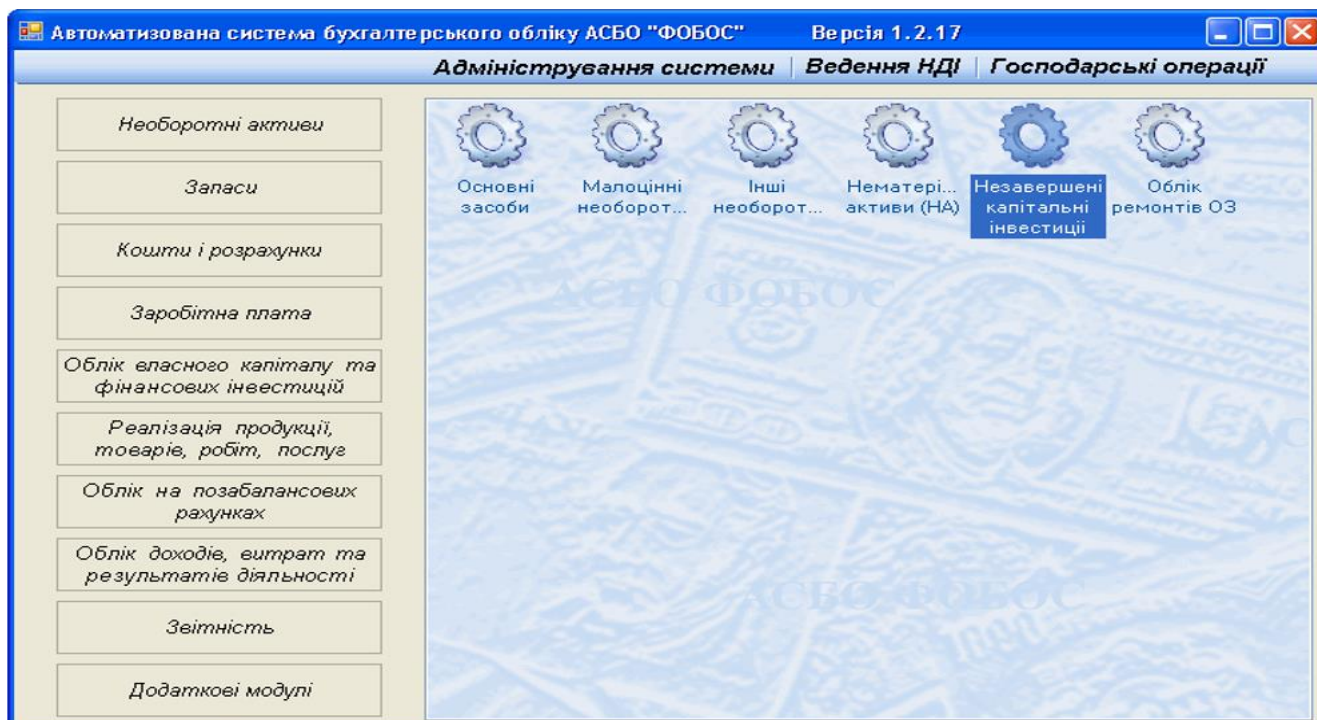 Автоматизована система бухгалтерського обліку АСБО "ФОБОС" Версія 1.2.17
Адміністрування системи Ведення НДІ Господарські операції
Необоротні активи
Запаси
Кошти і розрахунки
Заробітна плата
Облік власного капіталу та
фінансових інвестицій
Реалізація продукції,
товарів, робіт, послуг
Облік на позабалансових
рахунках
Облік доходів, витрат та
результатів діяльності
Звітність
Додаткові модулі
Основні
засоби
Малоцінні
необорот...
Інші
необорот...
Нематері...
активи (НА)
Незавершені
капітальні
інвестиції
Облік
ремонтів ОЗ
АСБО ФОБОС
АСБО ФОБОС